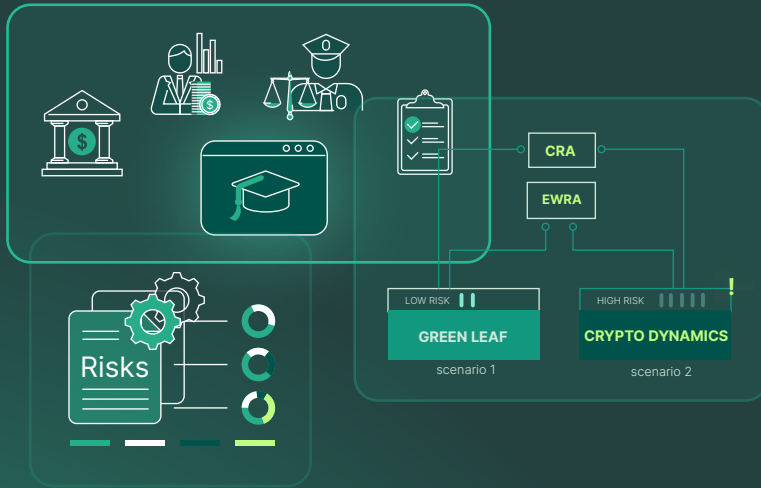 $
$
CRA
EWRA
LOW RISK
HIGH RISK
!
GREEN LEAF
CRYPTO DYNAMICS
scenario 1
scenario 2
Risks